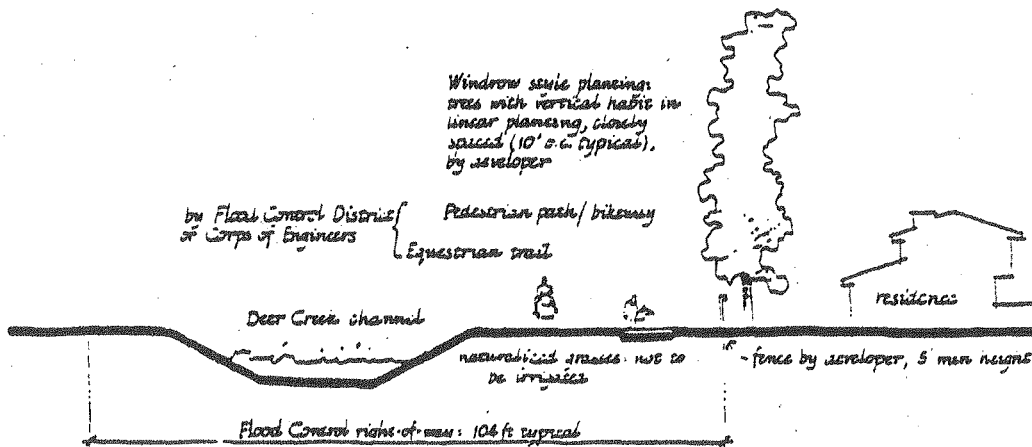 Windrow style planting:
trees with vertical habit in
linear planting, closely
spaced (10' o.c. typical),
by developer
by Flood Control District
or Corps of Engineers
Pedestrian path/bikeway
Equestrian trail
Deer Creek channel
residence
naturalized grasses not to
be irrigated
fence by developer, 5' min height
Flood Control right-of-way: 104 ft typical